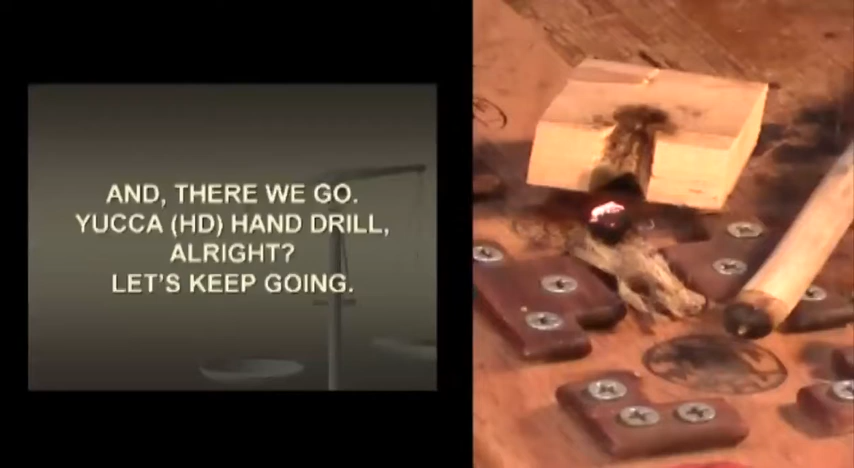 AND, THERE WE GO.
YUCCA (HD) HAND DRILL,
ALRIGHT?
LET'S KEEP GOING.